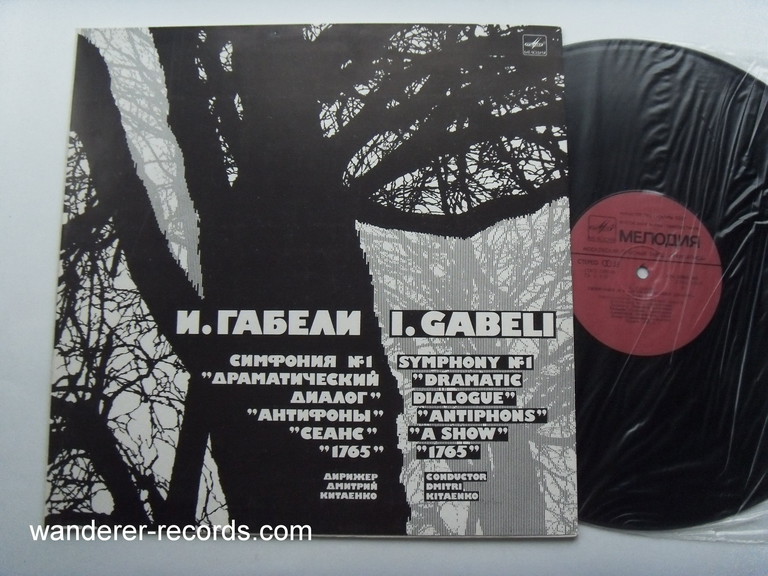 И. ГАБЕЛИ
СИМФОНИЯ №1
"ДРАМАТИЧЕСКИЙ
ДИАЛОГ"
"АНТИФОНЫ"
"СЕАНС"
"1765"
ДИРИЖЕР
ДМИТРИЙ
КИТАЕНКО
I. GABELI
SYMPHONY №1
"DRAMATIC
DIALOGUE"
"ANTIPHONS"
"A SHOW"
"1765"
CONDUCTOR
DMITRI
KITAENKO
МЕЛОДИЯ
wanderer-records.com